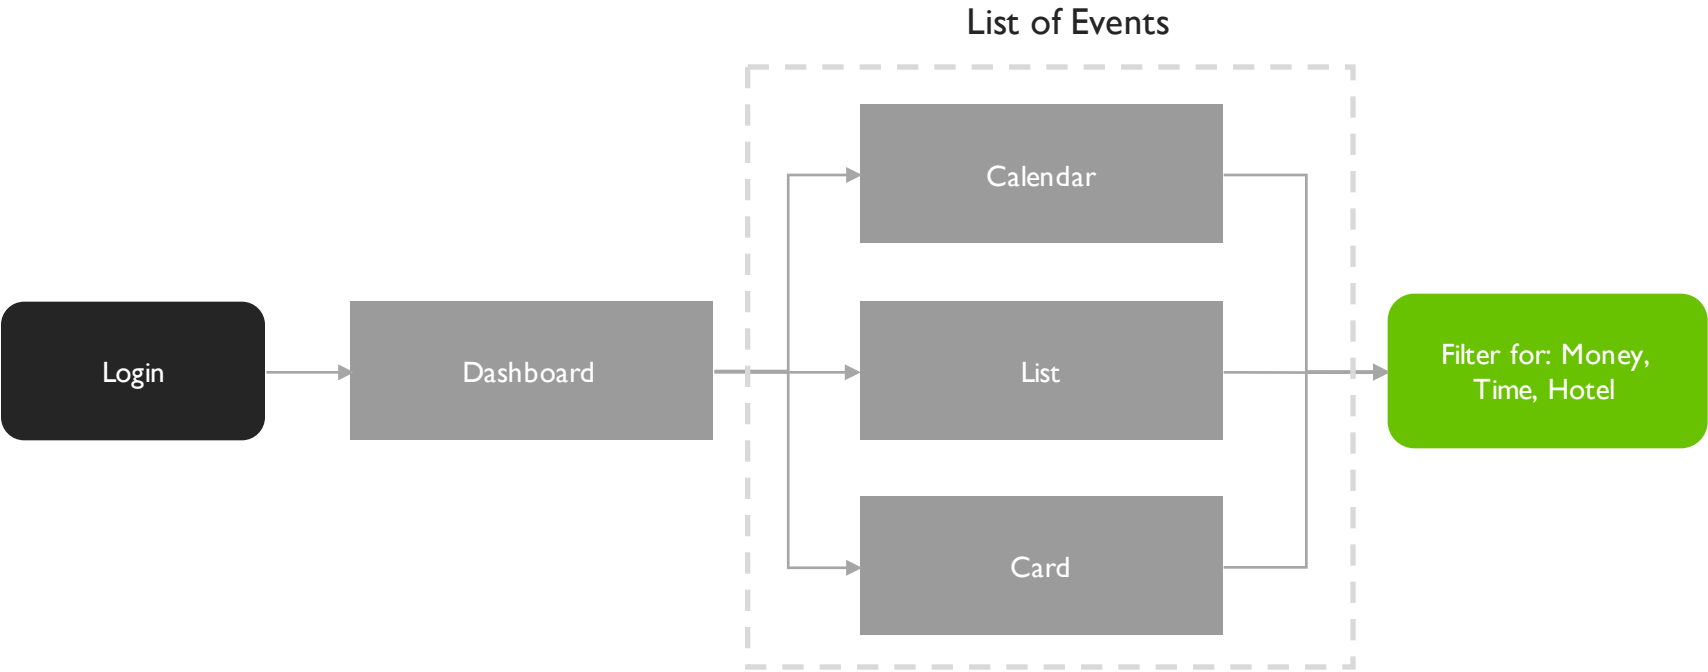 List of Events
Calendar
Login
Dashboard
List
Filter for: Money,
Time, Hotel
Card